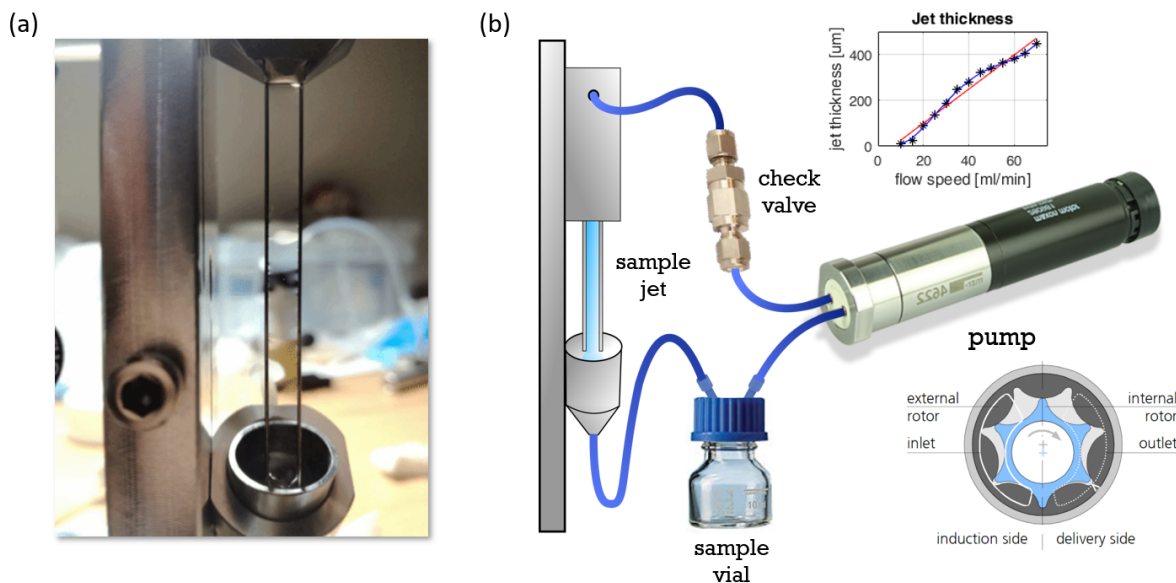 (a)
(b)
Jet thickness
jet thickness [um]
400
200
0
0
20
40
60
flow speed [ml/min]
check
valve
sample
jet
4622
pump
external
rotor
internal
rotor
inlet
outlet
induction side
delivery side
sample
vial